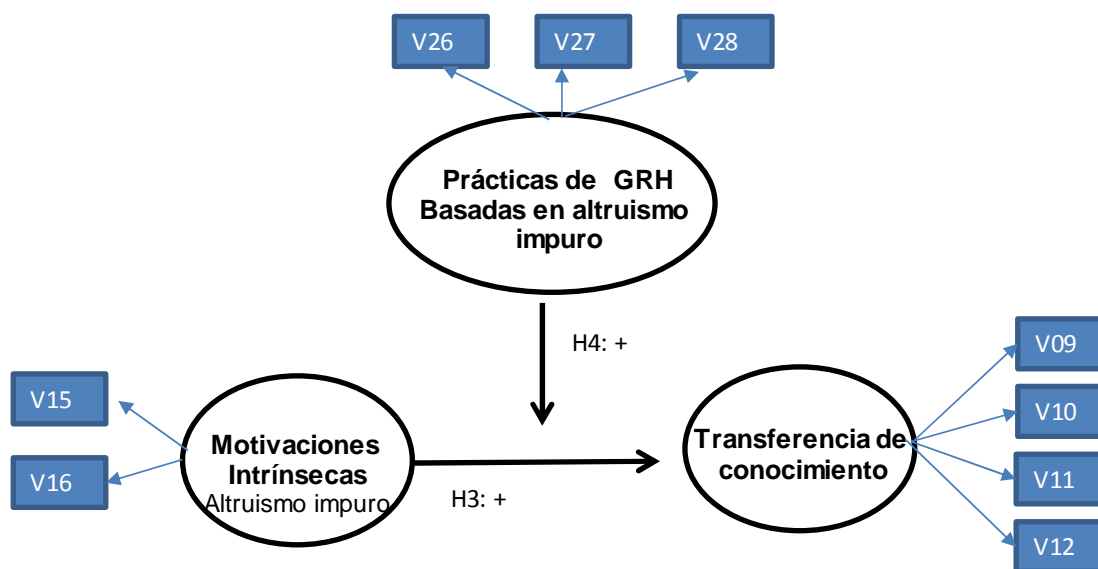 V26
V27
V28
Prácticas de GRH
Basadas en altruismo
impuro
H4: +
V15
V16
Motivaciones
Intrínsecas
Altruismo impuro
H3: +
Transferencia de
conocimiento
V09
V10
V11
V12